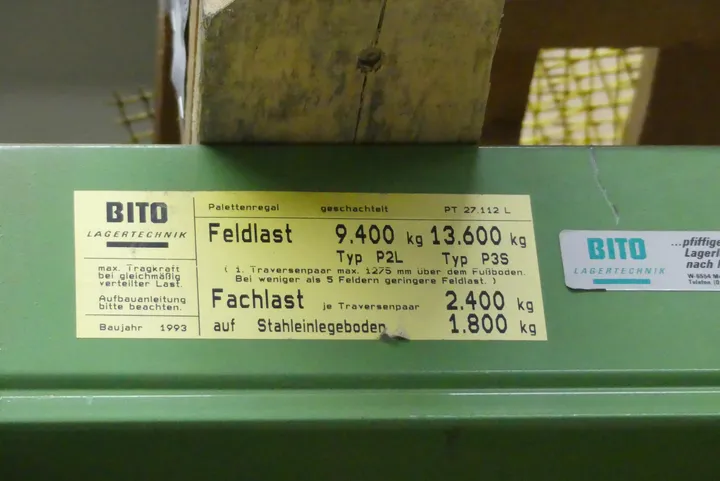 BITO
LAGERTECHNIK
max. Tragkraft
bei gleichmäßig
verteilter Last.
Aufbauanleitung
bitte beachten.
Baujahr 1993
Palettenregal geschachtelt PT 27.112 L
Feldlast 9.400 kg 13.600 kg
Typ P2L Typ P3S
( 1. Traversenpaar max. 1275 mm über dem Fußboden.
Bei weniger als 5 Feldern geringere Feldlast. )
Fachlast je Traversenpaar 2.400 kg
auf Stahleinlegeboden 1.800 kg
BITO
LAGERTECHNIK
...pfiffige
Lagerl
nach
W-5554
Telefon